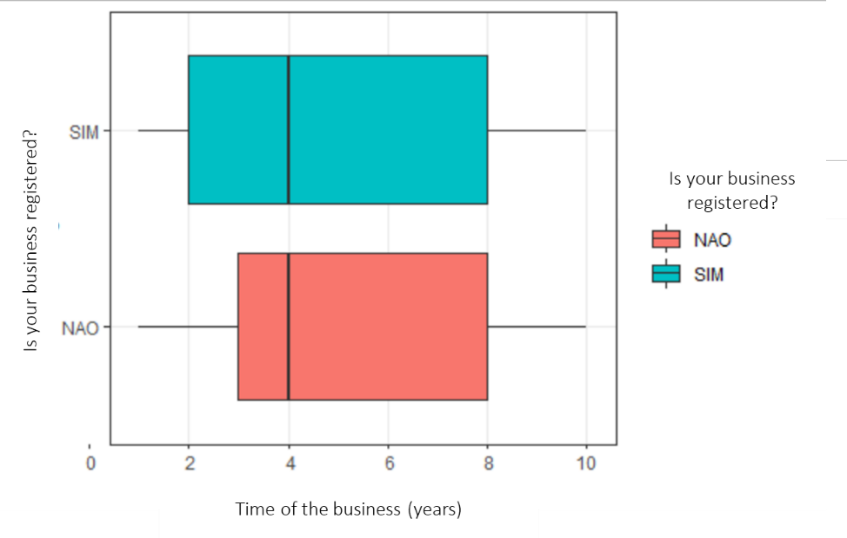 Is your business registered?
SIM
NAO
0 2 4 6 8 10
Time of the business (years)
Is your business
registered?
NAO
SIM